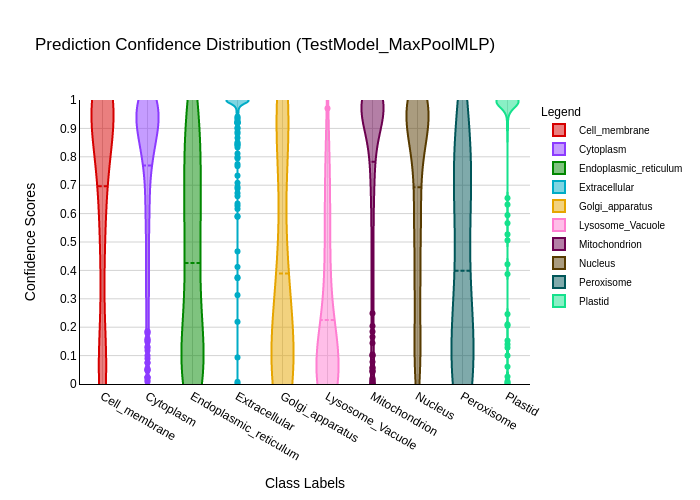 Prediction Confidence Distribution (TestModel_MaxPoolMLP)
1
0.9
0.8
0.7
0.6
0.5
0.4
0.3
0.2
0.1
0
Confidence Scores
Cell_membrane
Cytoplasm
Endoplasmic_reticulum
Extracellular
Golgi_apparatus
Lysosome_Vacuole
Mitochondrion
Nucleus
Peroxisome
Plastid
Class Labels
Legend
Cell_membrane
Cytoplasm
Endoplasmic_reticulum
Extracellular
Golgi_apparatus
Lysosome_Vacuole
Mitochondrion
Nucleus
Peroxisome
Plastid